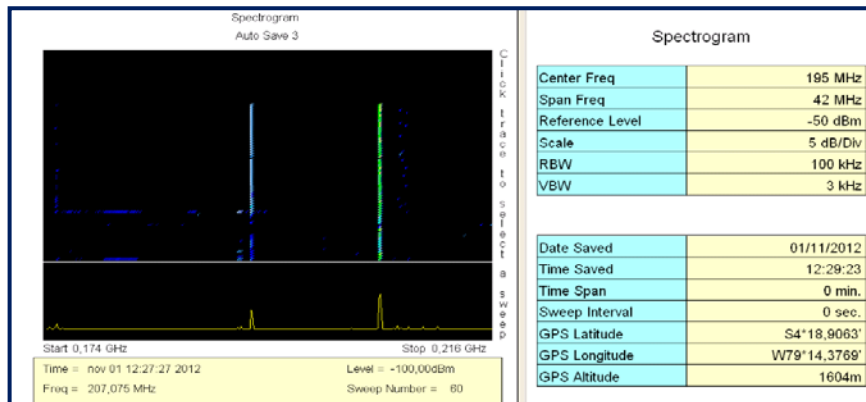 Spectrogram
Auto Save 3
Click trace to select a sweep
Start 0,174 GHz Stop 0,216 GHz
Time = nov 01 12:27:27 2012 Level = -100,00dBm
Freq = 207,075 MHz Sweep Number = 60
Spectrogram
Center Freq 195 MHz
Span Freq 42 MHz
Reference Level -50 dBm
Scale 5 dB/Div
RBW 100 kHz
VBW 3 kHz
Date Saved 01/11/2012
Time Saved 12:29:23
Time Span 0 min.
Sweep Interval 0 sec.
GPS Latitude S4°18,9063'
GPS Longitude W79°14,3769'
GPS Altitude 1604m